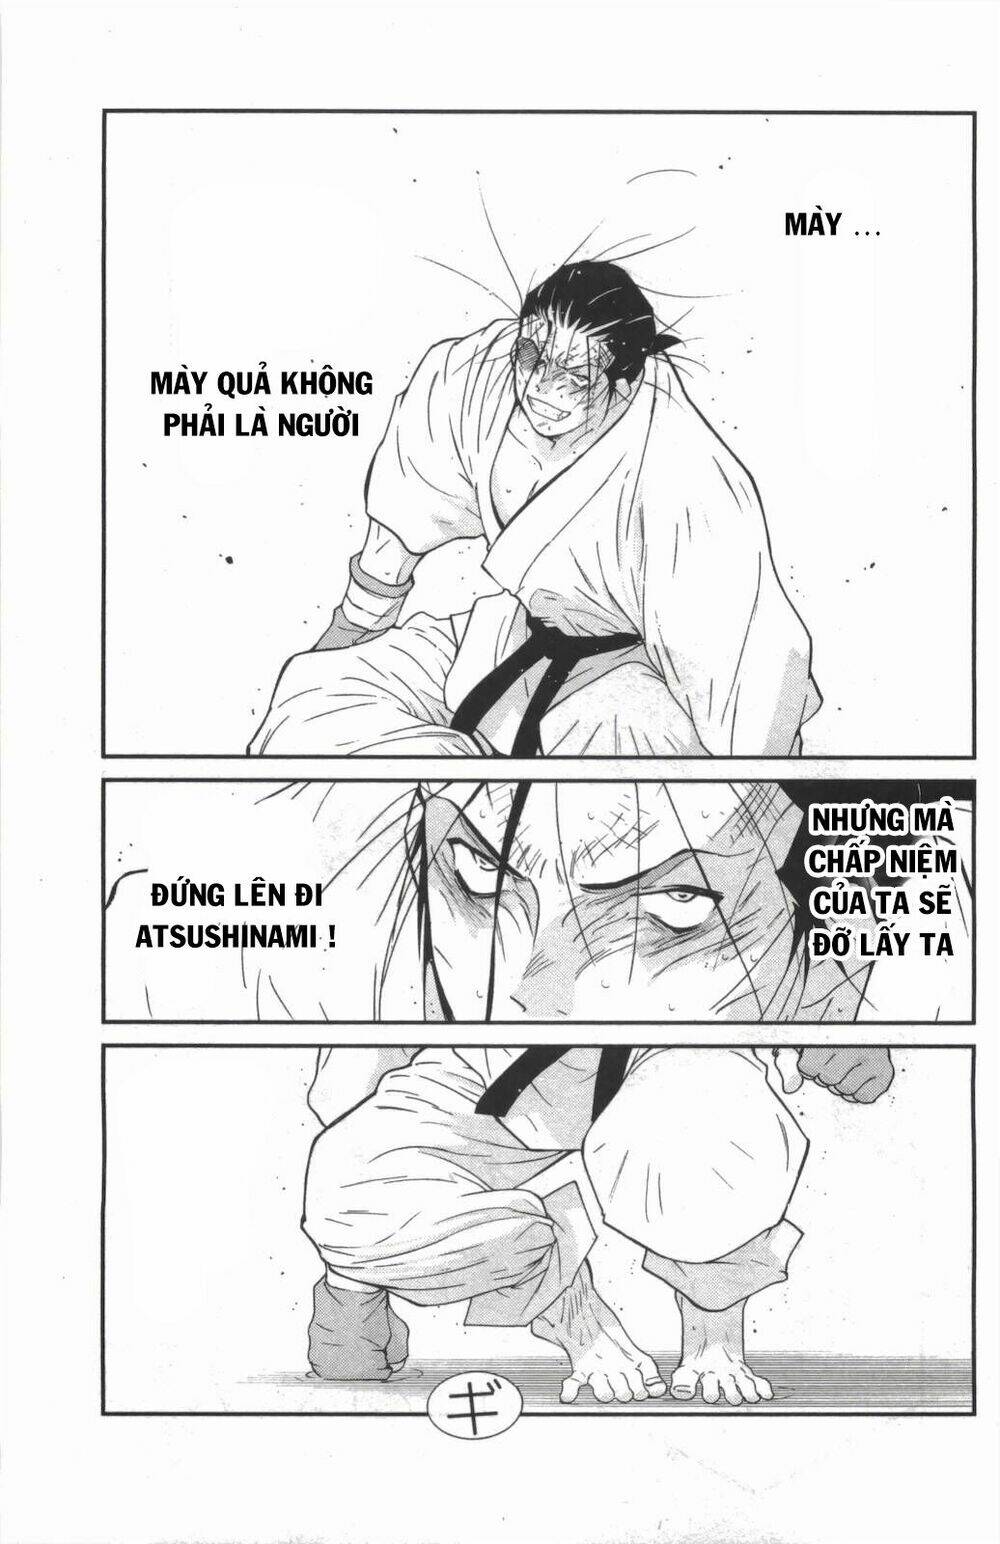 MÀY ...
MÀY QUẢ KHÔNG
PHẢI LÀ NGƯỜI
NHƯNG MÀ
CHẤP NIỆM
CỦA TA SẼ
ĐỠ LẤY TA
ĐỨNG LÊN ĐI
ATSUSHINAMI !
ギ